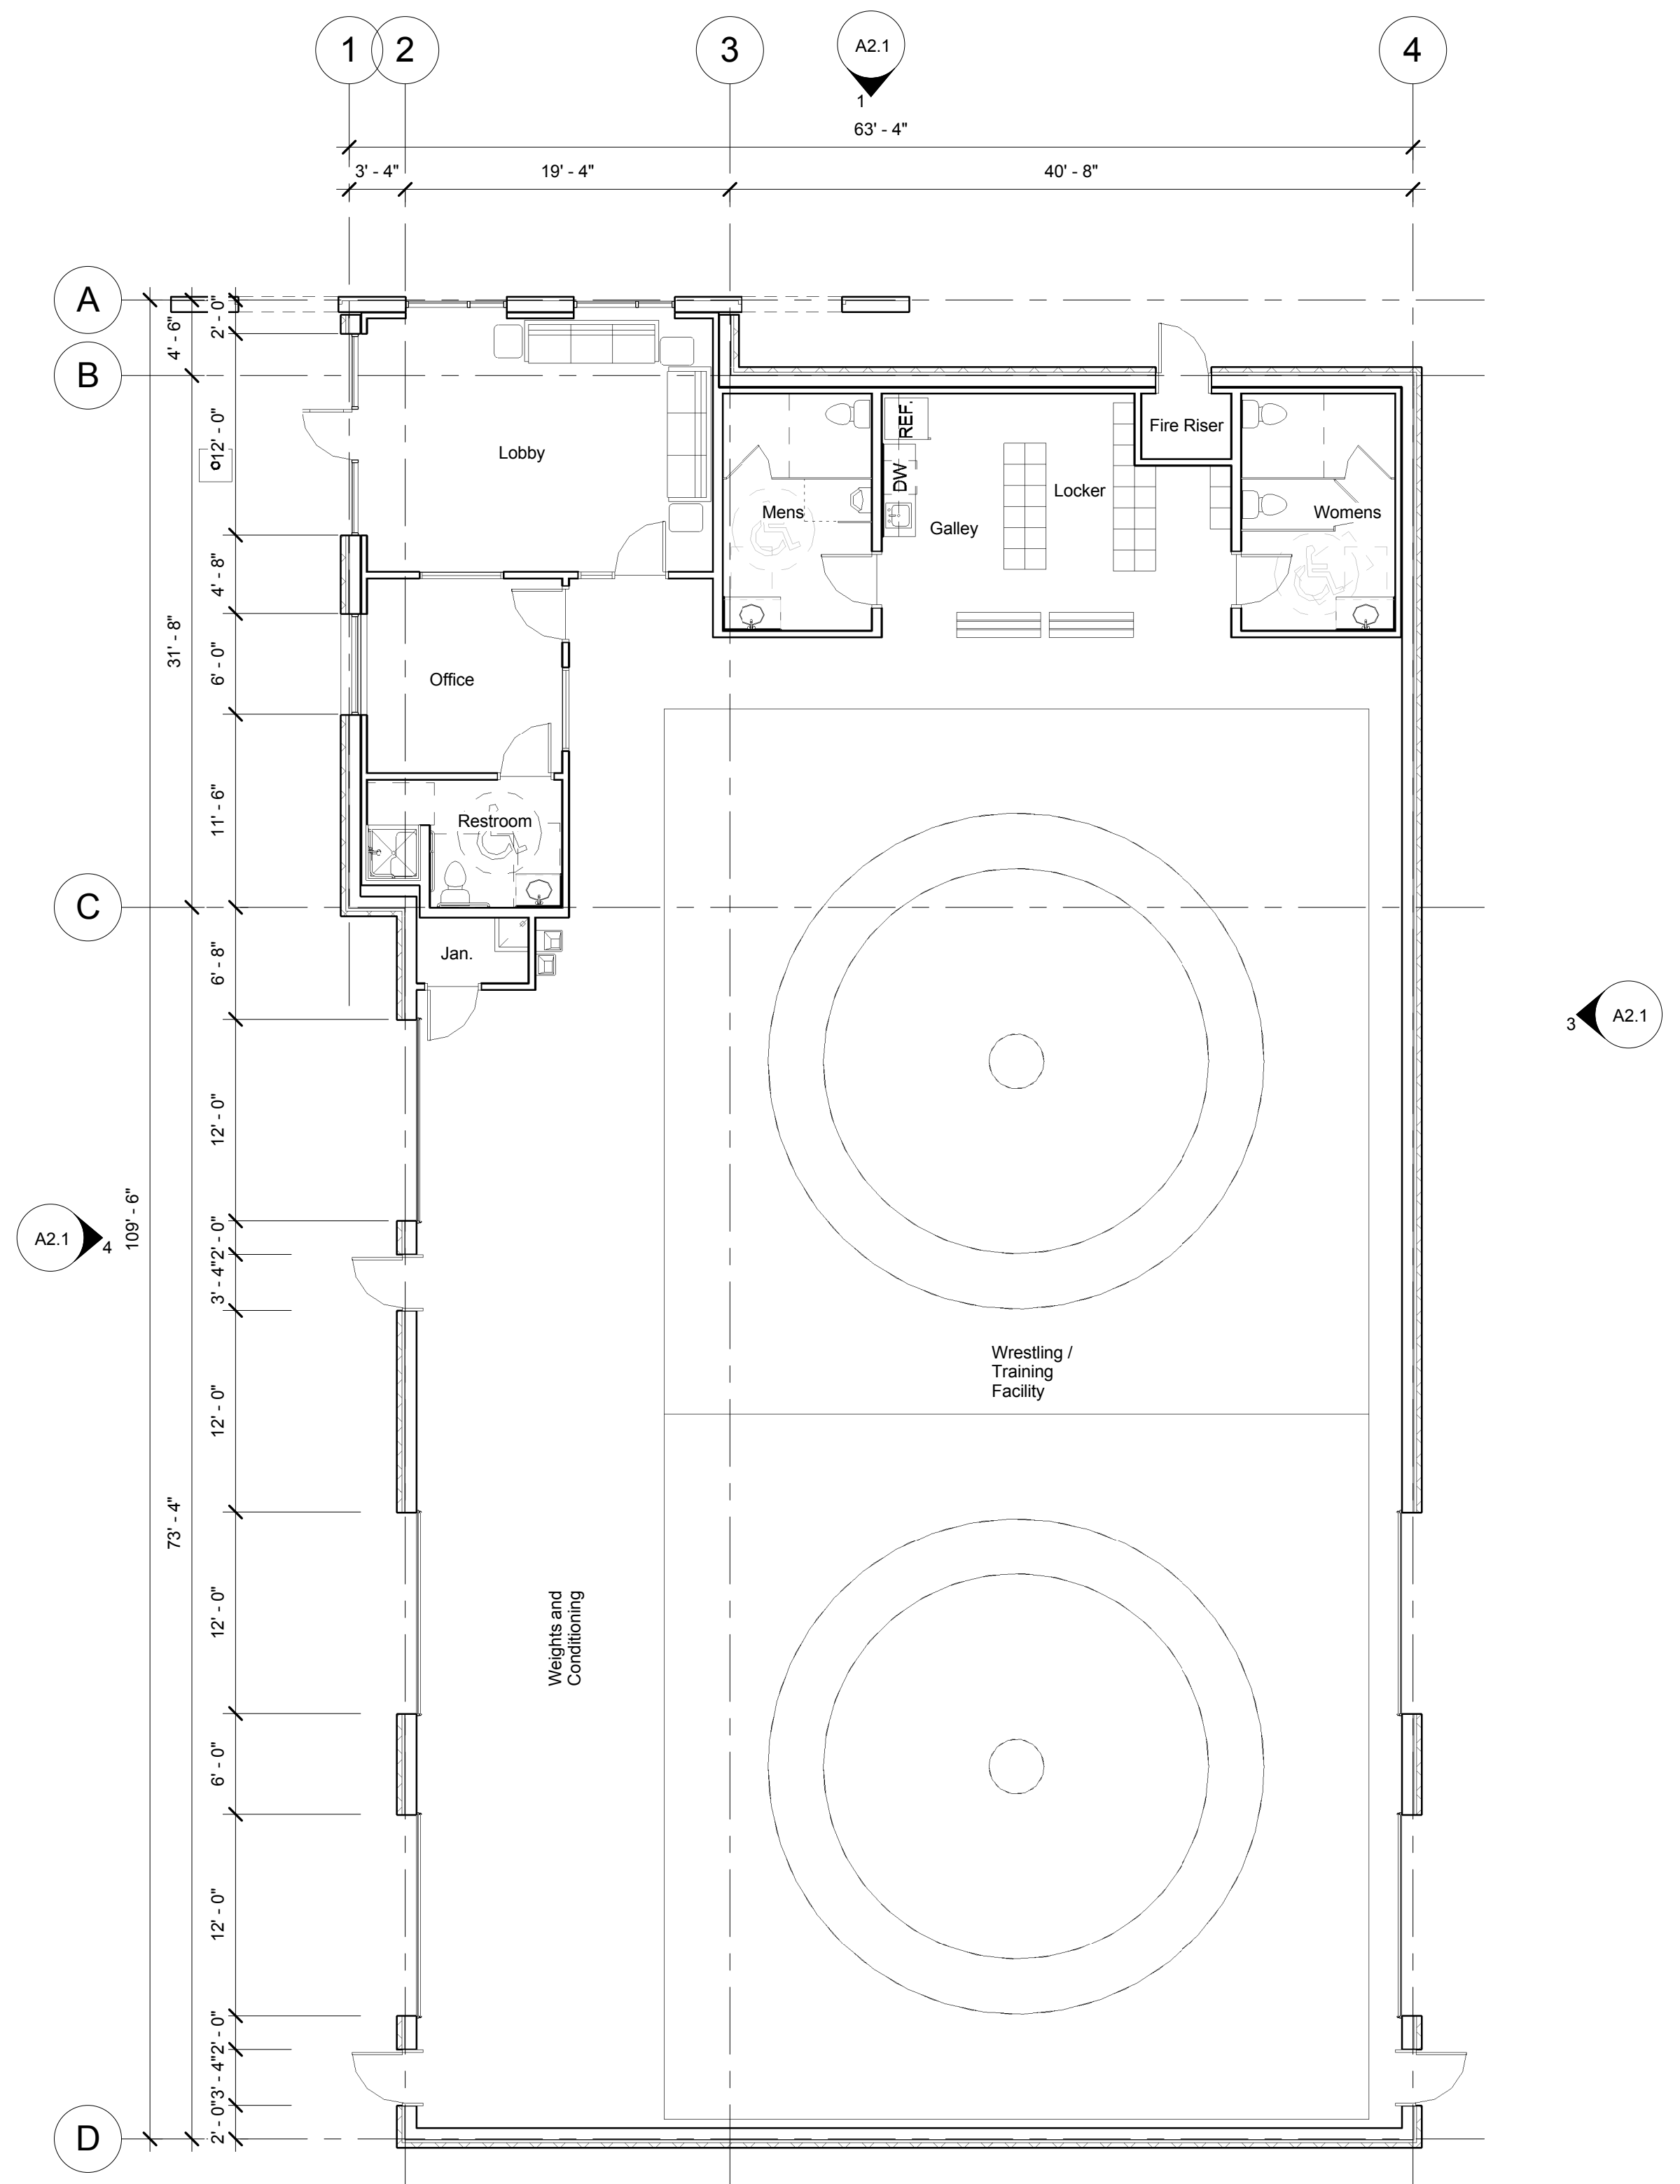 1
2
3
4
A2.1
1
63' - 4"
3' - 4"
19' - 4"
40' - 8"
A
B
C
D
4' - 6"
31' - 8"
73' - 4"
109' - 6"
2' - 0"
12' - 0"
4' - 8"
6' - 0"
11' - 6"
6' - 8"
12' - 0"
2' - 0"
3' - 4"
12' - 0"
12' - 0"
6' - 0"
12' - 0"
2' - 0"
3' - 4"
2' - 0"
Lobby
Mens
REF.
DW
Galley
Locker
Fire Riser
Womens
Office
Restroom
Jan.
A2.1
3
A2.1
4
Wrestling /
Training
Facility
Weights and
Conditioning